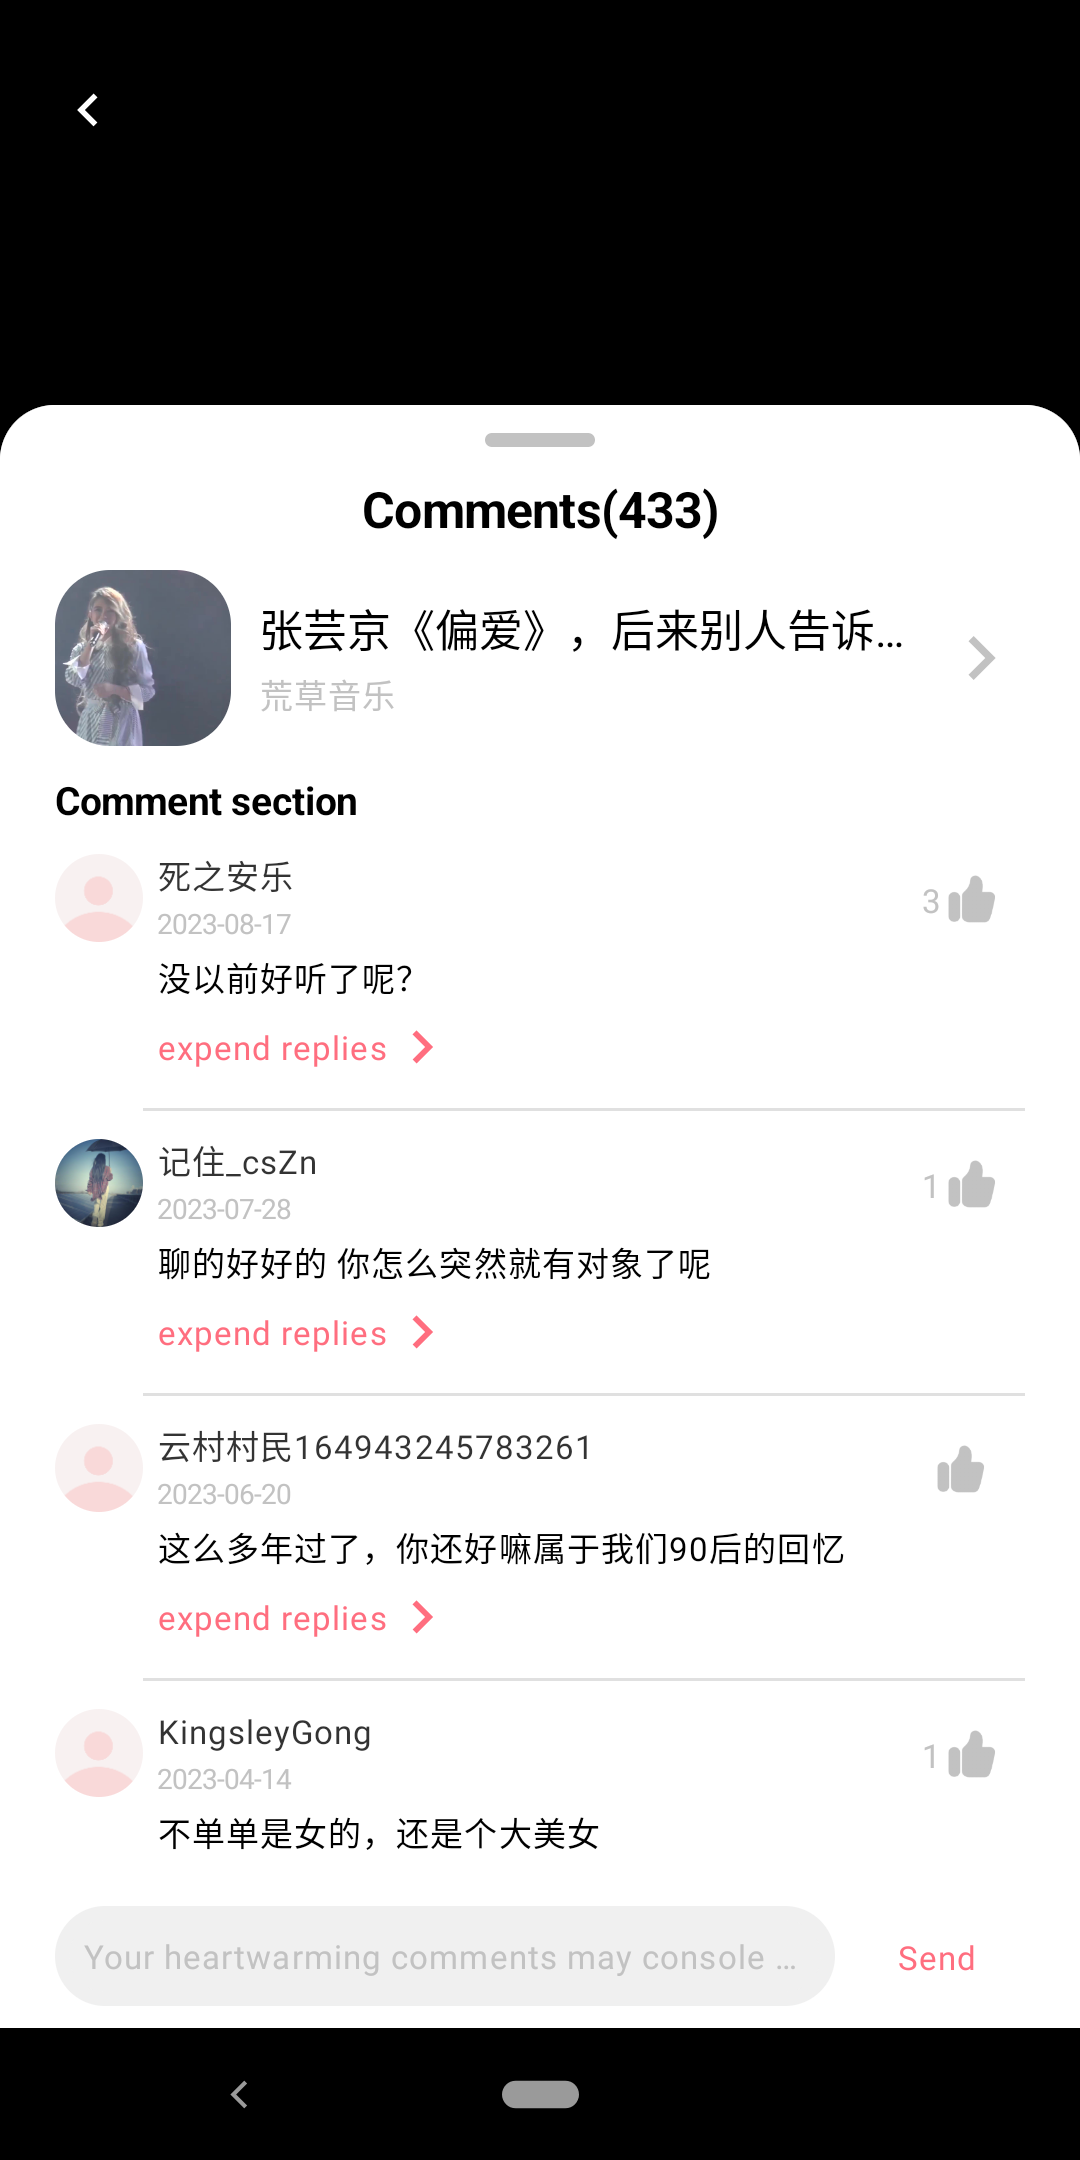 Comments(433)
张芸京《偏爱》，后来别人告诉...
荒草音乐
Comment section
死之安乐
2023-08-17
3
没以前好听了呢？
expend replies
记住_csZn
2023-07-28
1
聊的好好的 你怎么突然就有对象了呢
expend replies
云村村民164943245783261
2023-06-20
这么多年过了，你还好嘛属于我们90后的回忆
expend replies
KingsleyGong
2023-04-14
1
不单单是女的，还是个大美女
Your heartwarming comments may console ...
Send